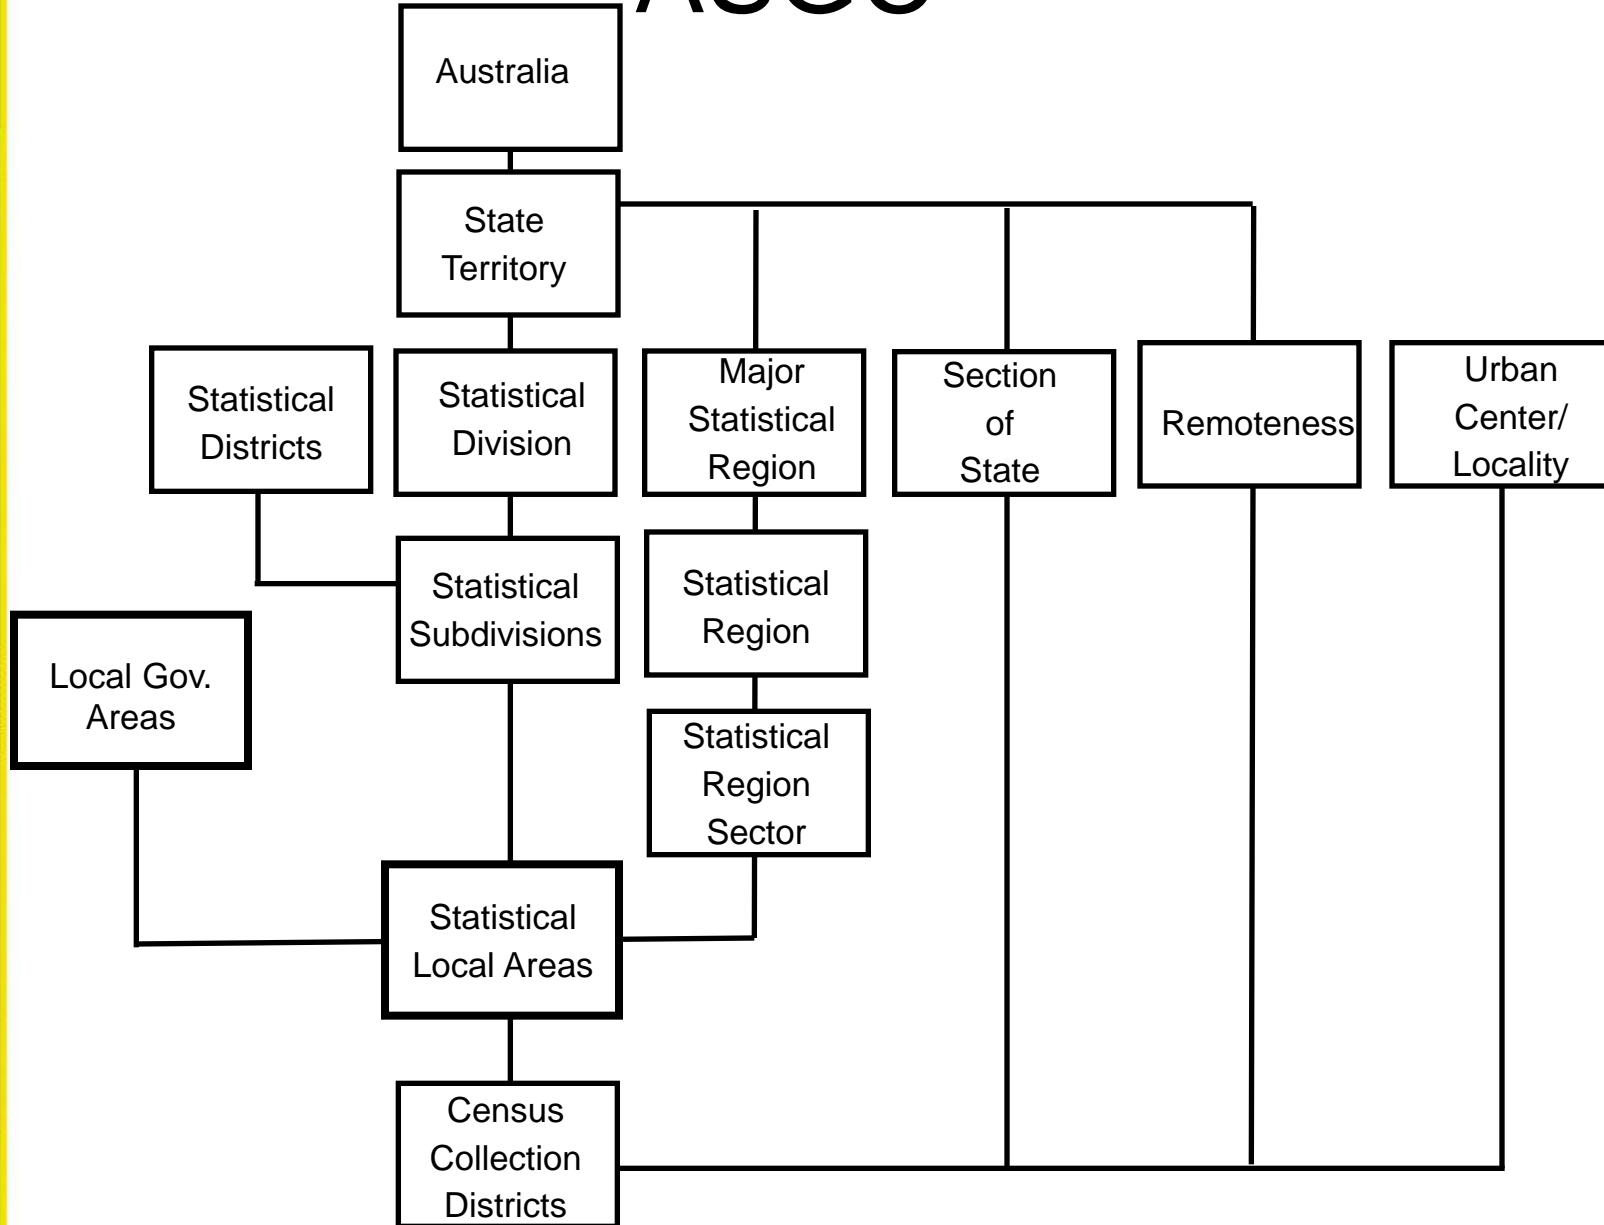 Australia
State
Territory
Statistical
Districts
Statistical
Division
Major
Statistical
Region
Section
of
State
Remoteness
Urban
Center/
Locality
Statistical
Subdivisions
Statistical
Region
Local Gov.
Areas
Statistical
Region
Sector
Statistical
Local Areas
Census
Collection
Districts